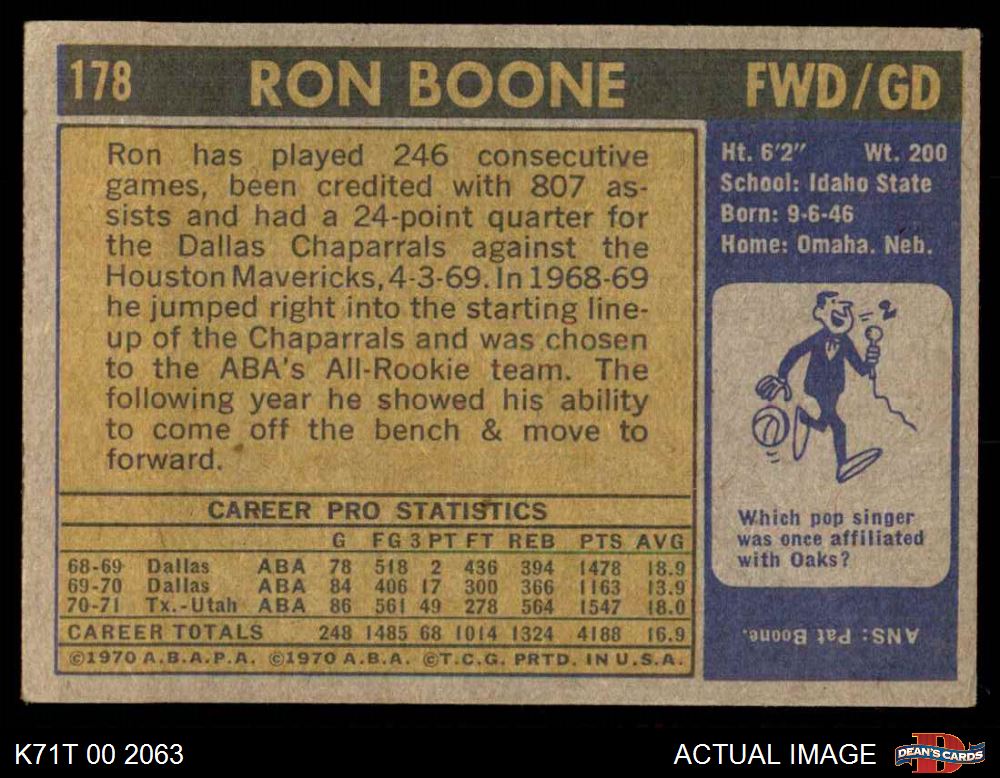 178 RON BOONE FWD/GD
Ron has played 246 consecutive
games, been credited with 807 as-
sists and had a 24-point quarter for
the Dallas Chaparrals against the
Houston Mavericks, 4-3-69. In 1968-69
he jumped right into the starting line-
up of the Chaparrals and was chosen
to the ABA's All-Rookie team. The
following year he showed his ability
to come off the bench & move to
forward.
Ht. 6'2" Wt. 200
School: Idaho State
Born: 9-6-46
Home: Omaha. Neb.
Which pop singer
was once affiliated
with Oaks?
ANS: Pat Boone.
CAREER PRO STATISTICS
G FG 3 PT FT REB PTS AVG
68-69 Dallas ABA 78 518 2 436 394 1478 18.9
69-70 Dallas ABA 84 406 17 300 366 1163 13.9
70-71 Tx.-Utah ABA 86 561 49 278 564 1547 18.0
CAREER TOTALS 248 1485 68 1014 1324 4188 16.9
©1970 A.B.A.P.A. ©1970 A.B.A. ©T.C.G. PRTD. IN U.S.A.
K71T 00 2063 ACTUAL IMAGE DEAN'S CARDS